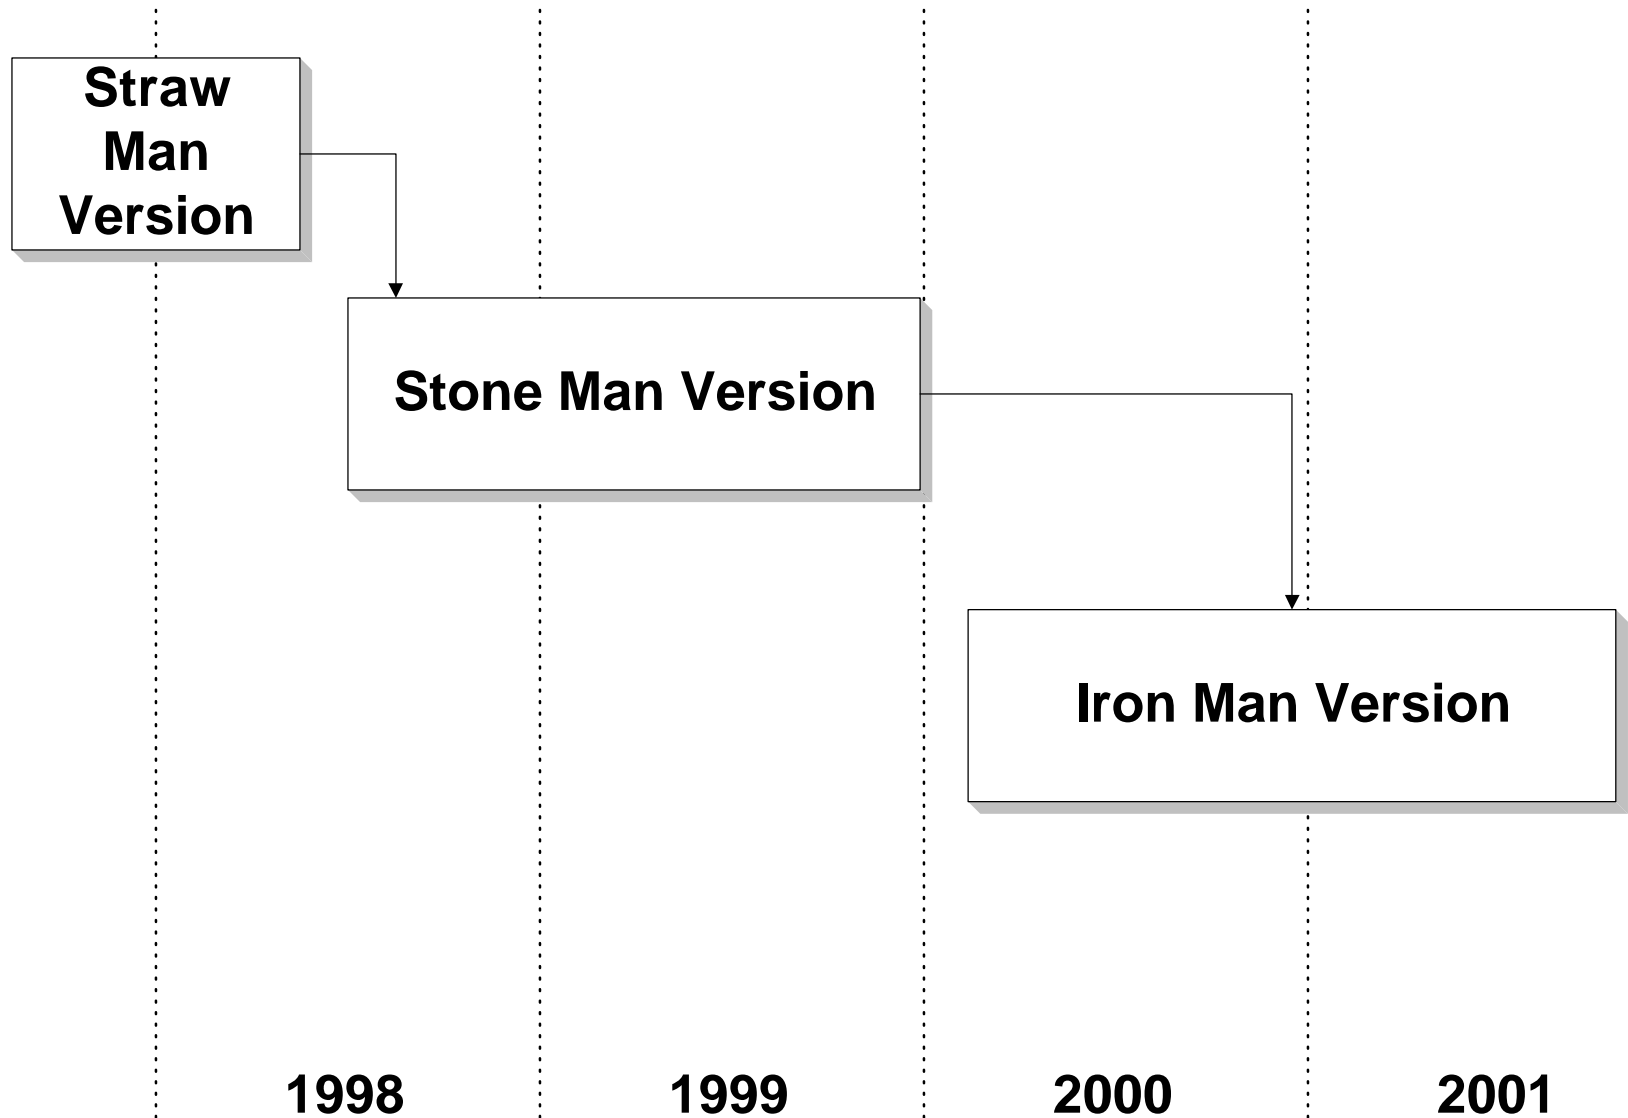 Straw
Man
Version
Stone Man Version
Iron Man Version
1998 1999 2000 2001